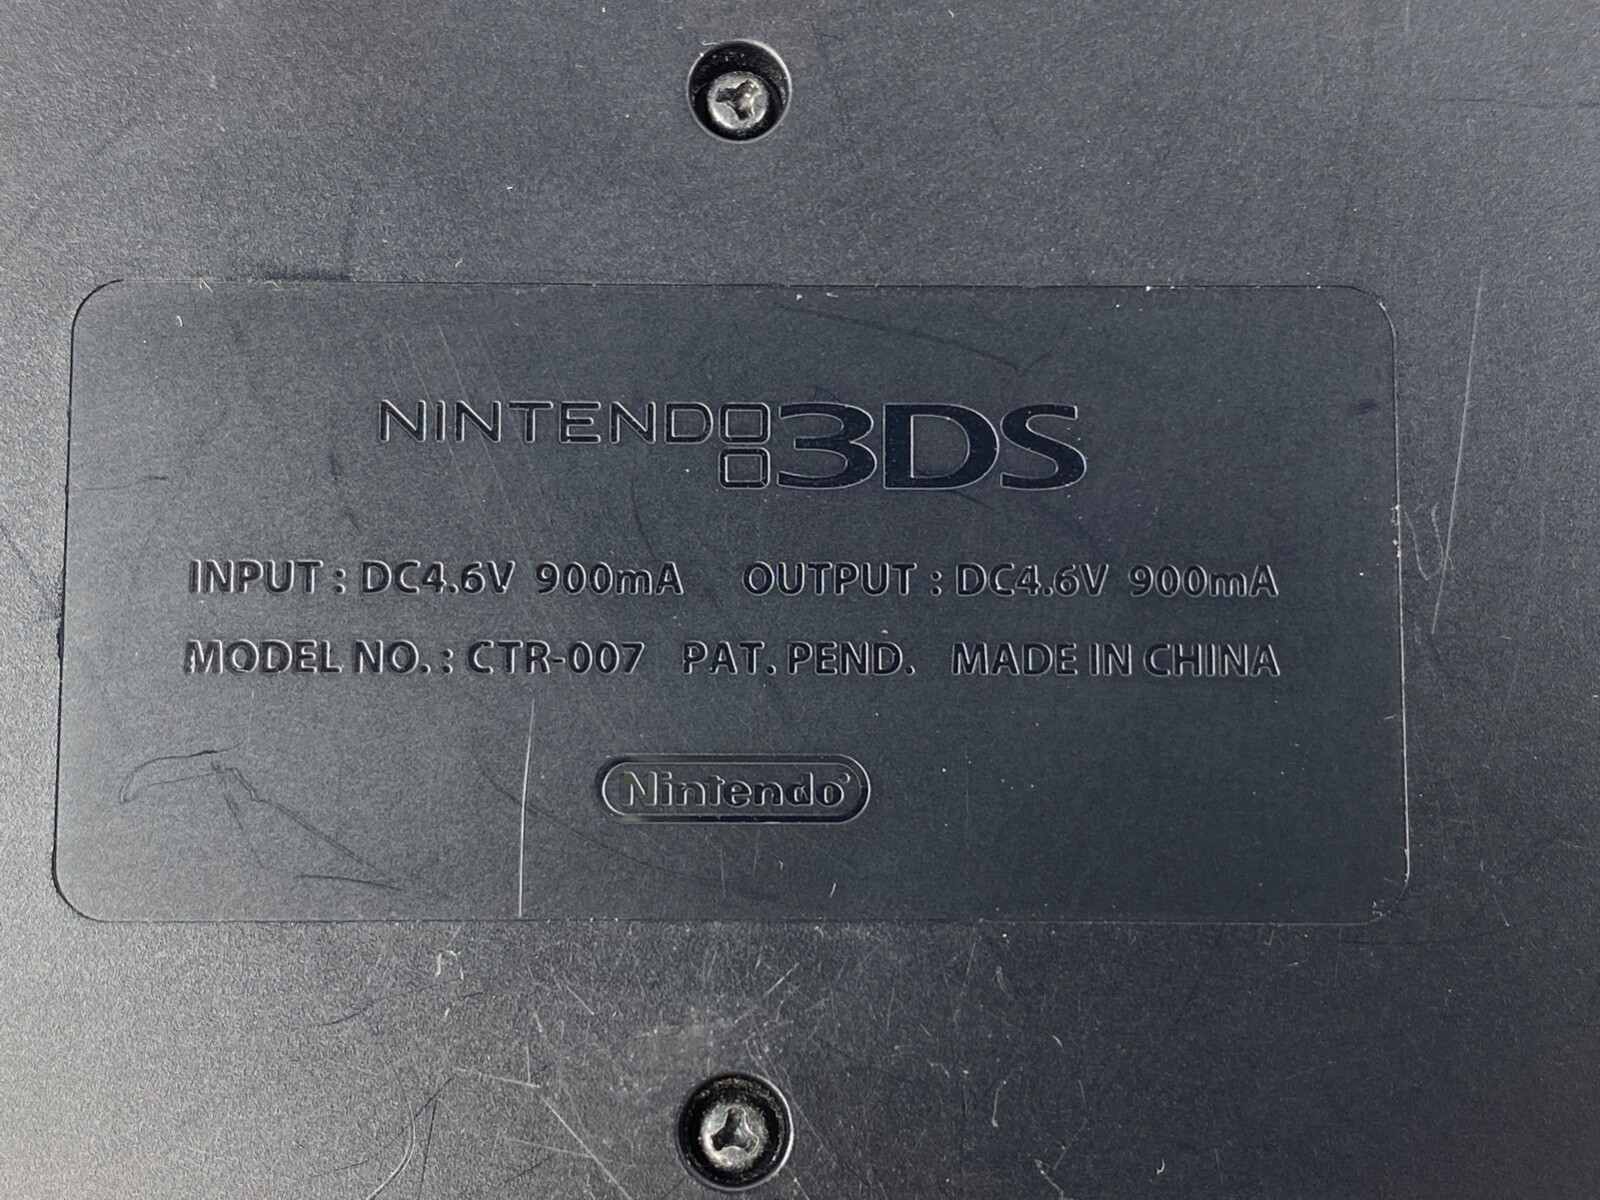 NINTENDO 3DS
INPUT : DC4.6V 900mA OUTPUT : DC4.6V 900mA
MODEL NO. : CTR-007 PAT. PEND. MADE IN CHINA
Nintendo